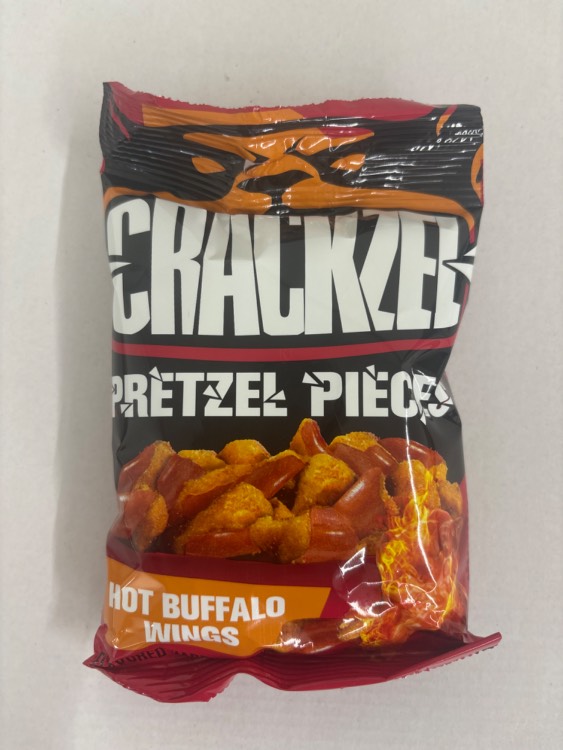 CRACKZEL
PRETZEL PIECES
HOT BUFFALO
WINGS